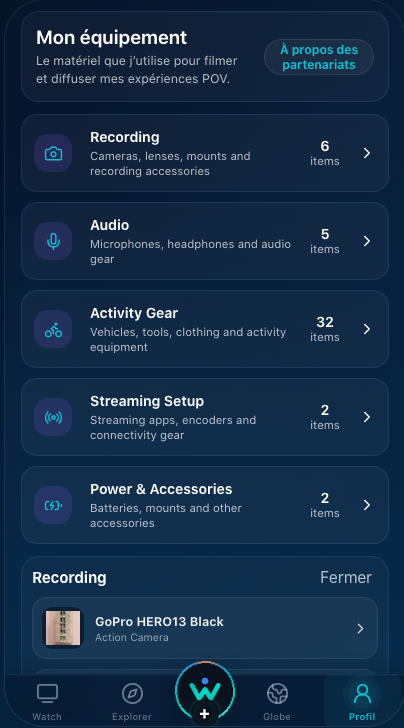 Mon équipement
Le matériel que j’utilise pour filmer
et diffuser mes expériences POV.
À propos des
partenariats
Recording
Cameras, lenses, mounts and
recording accessories
6
items
Audio
Microphones, headphones and audio
gear
5
items
Activity Gear
Vehicles, tools, clothing and activity
equipment
32
items
Streaming Setup
Streaming apps, encoders and
connectivity gear
2
items
Power & Accessories
Batteries, mounts and other
accessories
2
items
Recording
Fermer
GoPro HERO13 Black
Action Camera
Watch
Explorer
Globe
Profil